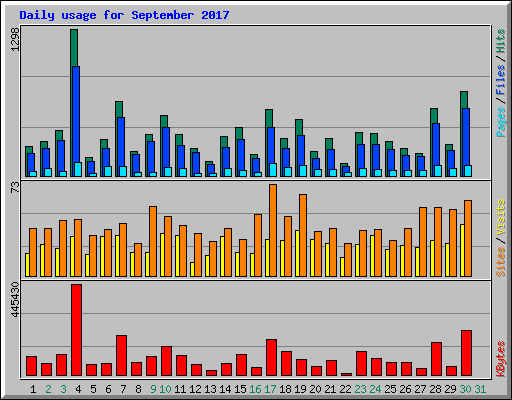 Daily usage for September 2017
1298
Pages / Files / Hits
73
Sites / Visits
445430
KBytes
1 2 3 4 5 6 7 8 9 10 11 12 13 14 15 16 17 18 19 20 21 22 23 24 25 26 27 28 29 30 31